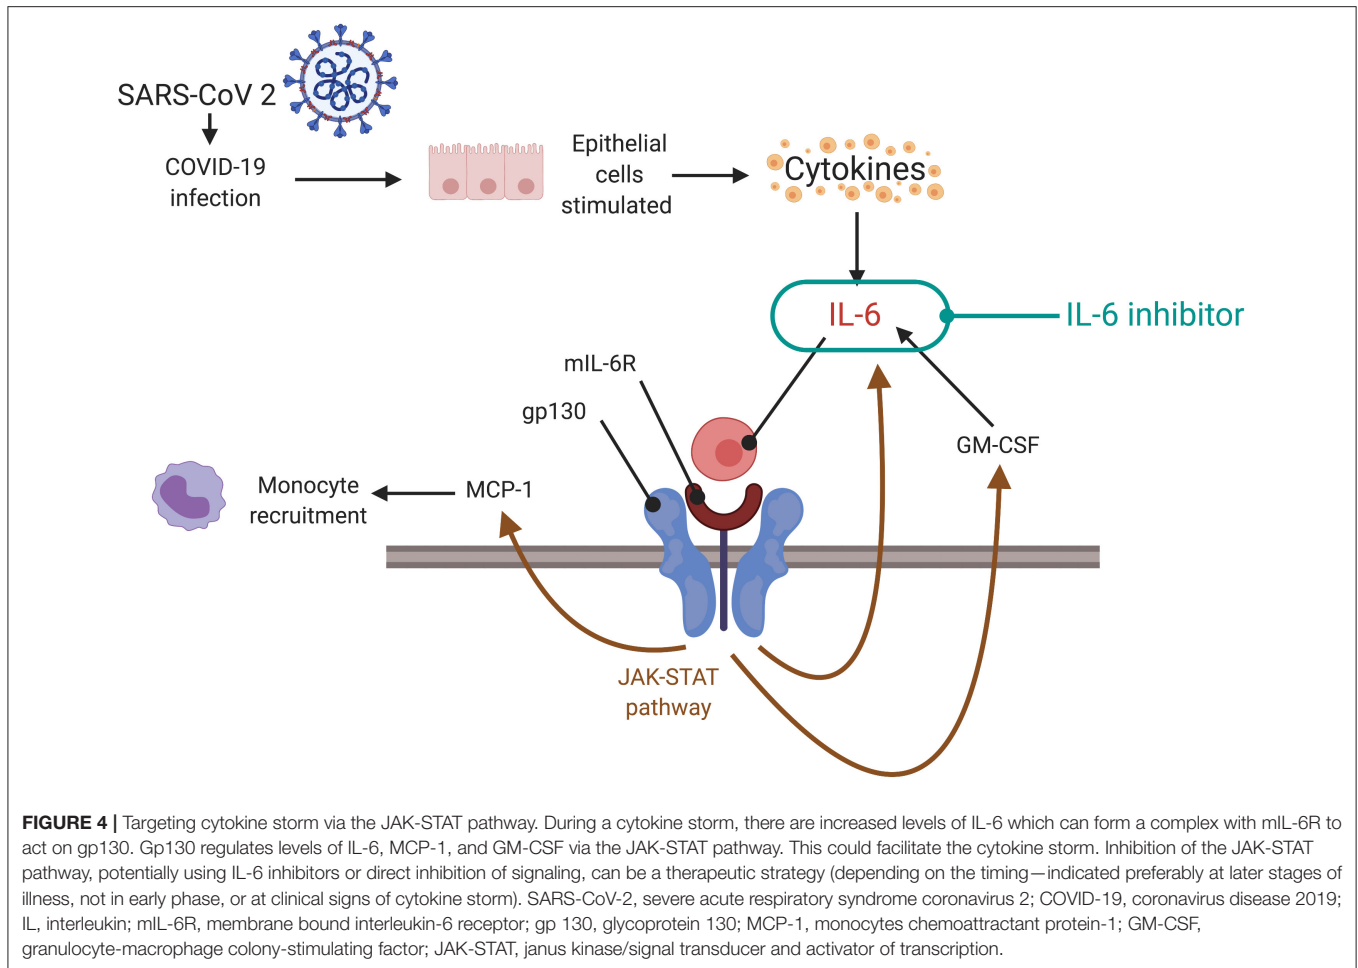 SARS-CoV 2
COVID-19
infection
Epithelial
cells
stimulated
Cytokines
IL-6
IL-6 inhibitor
mIL-6R
gp130
GM-CSF
Monocyte
recruitment
MCP-1
JAK-STAT
pathway
FIGURE 4 | Targeting cytokine storm via the JAK-STAT pathway. During a cytokine storm, there are increased levels of IL-6 which can form a complex with mIL-6R to
act on gp130. Gp130 regulates levels of IL-6, MCP-1, and GM-CSF via the JAK-STAT pathway. This could facilitate the cytokine storm. Inhibition of the JAK-STAT
pathway, potentially using IL-6 inhibitors or direct inhibition of signaling, can be a therapeutic strategy (depending on the timing—indicated preferably at later stages of
illness, not in early phase, or at clinical signs of cytokine storm). SARS-CoV-2, severe acute respiratory syndrome coronavirus 2; COVID-19, coronavirus disease 2019;
IL, interleukin; mIL-6R, membrane bound interleukin-6 receptor; gp 130, glycoprotein 130; MCP-1, monocytes chemoattractant protein-1; GM-CSF,
granulocyte-macrophage colony-stimulating factor; JAK-STAT, janus kinase/signal transducer and activator of transcription.